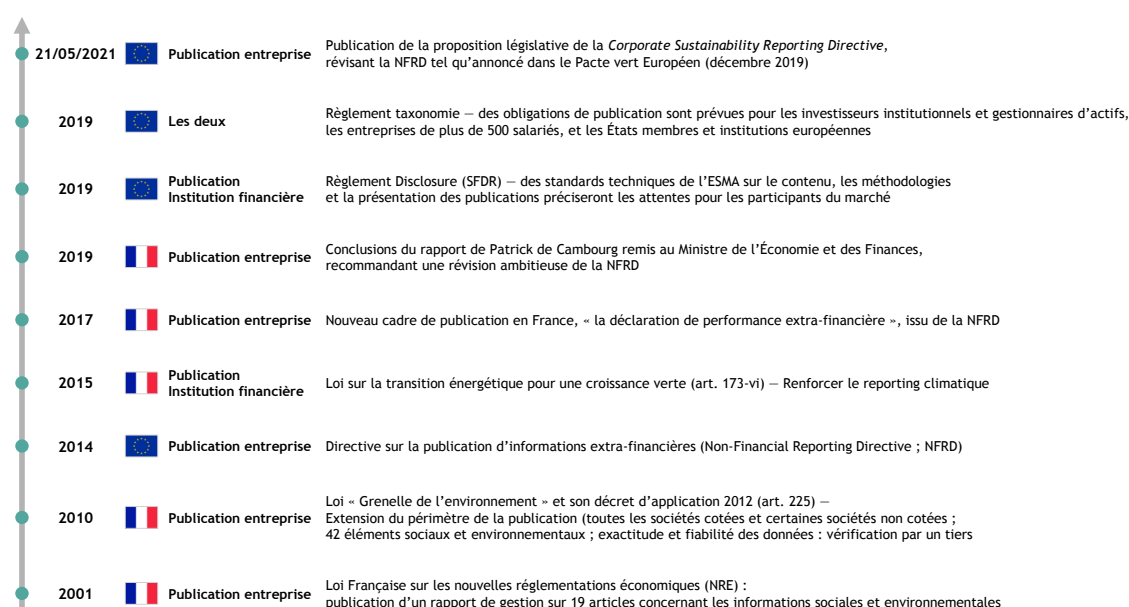 21/05/2021 Publication entreprise
Publication de la proposition législative de la Corporate Sustainability Reporting Directive,
révisant la NFRD tel qu’annoncé dans le Pacte vert Européen (décembre 2019)
2019 Les deux
Règlement taxonomie — des obligations de publication sont prévues pour les investisseurs institutionnels et gestionnaires d’actifs,
les entreprises de plus de 500 salariés, et les États membres et institutions européennes
2019
Publication
Institution financière
Règlement Disclosure (SFDR) — des standards techniques de l’ESMA sur le contenu, les méthodologies
et la présentation des publications préciseront les attentes pour les participants du marché
2019 Publication entreprise
Conclusions du rapport de Patrick de Cambourg remis au Ministre de l’Économie et des Finances,
recommandant une révision ambitieuse de la NFRD
2017 Publication entreprise Nouveau cadre de publication en France, « la déclaration de performance extra-financière », issu de la NFRD
2015
Publication
Institution financière
Loi sur la transition énergétique pour une croissance verte (art. 173-vi) — Renforcer le reporting climatique
2014 Publication entreprise Directive sur la publication d’informations extra-financières (Non-Financial Reporting Directive ; NFRD)
2010 Publication entreprise
Loi « Grenelle de l’environnement » et son décret d’application 2012 (art. 225) —
Extension du périmètre de la publication (toutes les sociétés cotées et certaines sociétés non cotées ;
42 éléments sociaux et environnementaux ; exactitude et fiabilité des données : vérification par un tiers
2001 Publication entreprise
Loi Française sur les nouvelles réglementations économiques (NRE) :
publication d’un rapport de gestion sur 19 articles concernant les informations sociales et environnementales